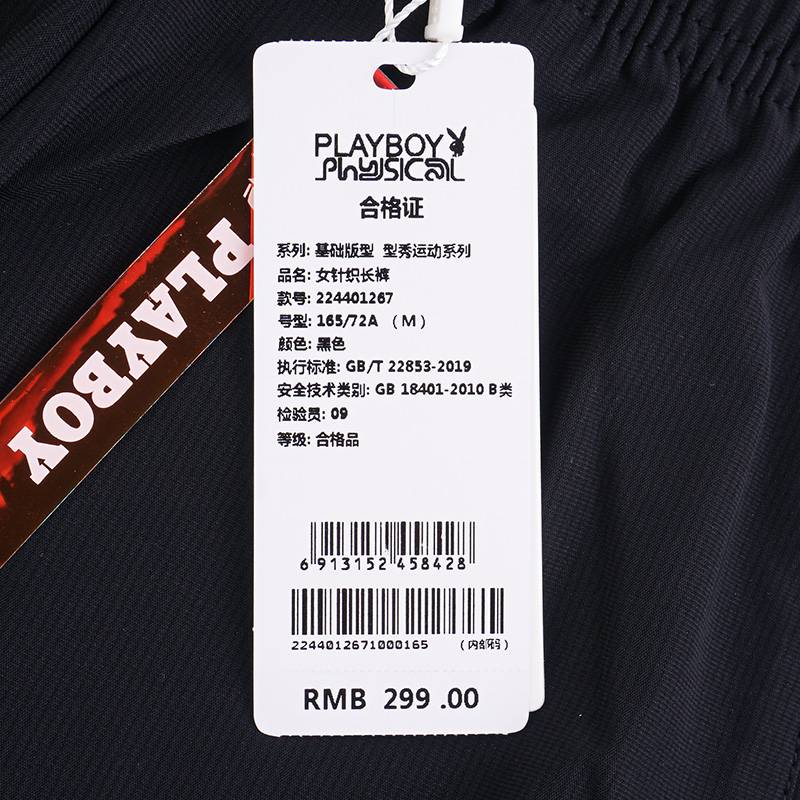 PLAYBOY
PHYSICAL
合格证
系列: 基础版型 型秀运动系列
品名: 女针织长裤
款号: 224401267
号型: 165/72A （M）
颜色: 黑色
执行标准: GB/T 22853-2019
安全技术类别: GB 18401-2010 B类
检验员: 09
等级: 合格品
6 913152 458428
2244012671000165 （内部码）
RMB 299 .00
PLAYBOY